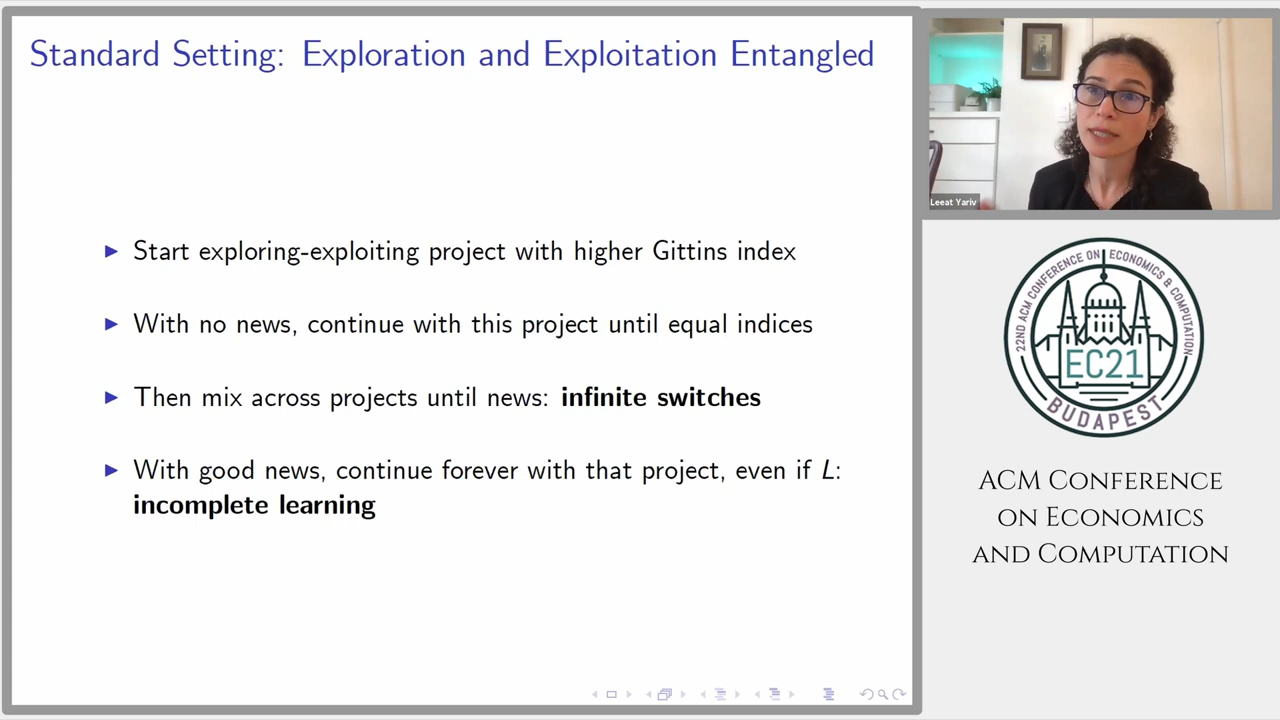 Standard Setting: Exploration and Exploitation Entangled
▶ Start exploring-exploiting project with higher Gittins index
▶ With no news, continue with this project until equal indices
▶ Then mix across projects until news: infinite switches
▶ With good news, continue forever with that project, even if L:
incomplete learning
Leeat Yariv
22ND ACM CONFERENCE ON ECONOMICS & COMPUTATION
EC21
BUDAPEST
ACM Conference
on Economics
and Computation